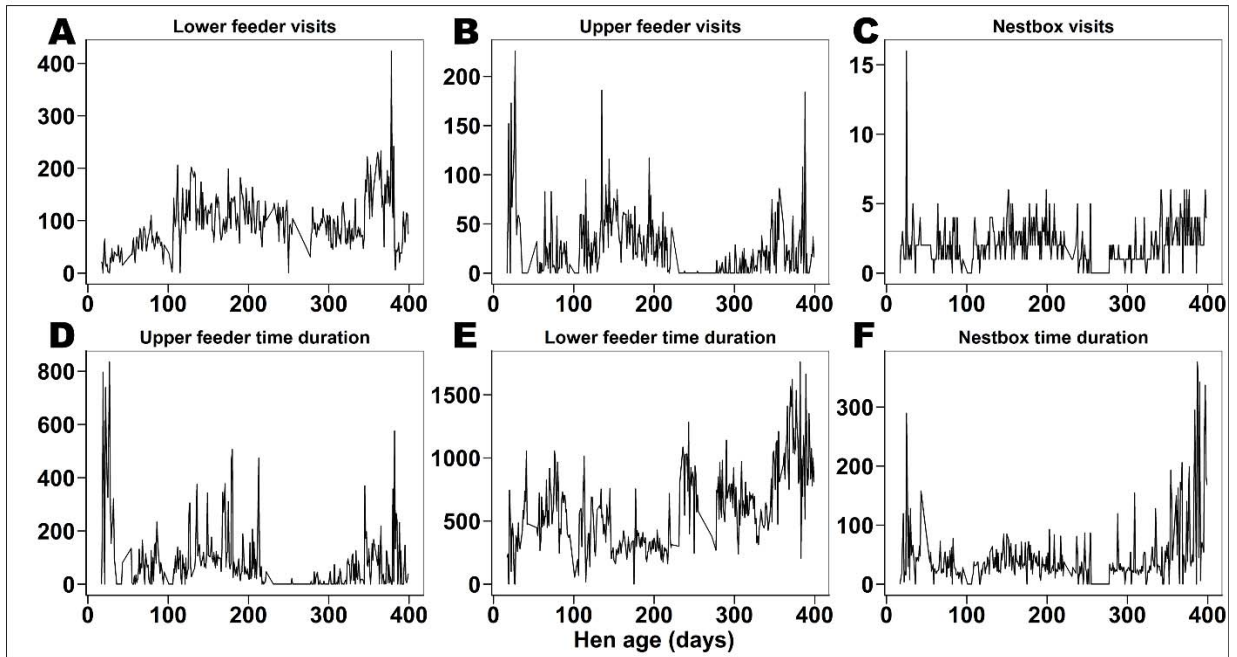 A Lower feeder visits
400
300
200
100
0
0 100 200 300 400
B Upper feeder visits
200
150
100
50
0
0 100 200 300 400
C Nestbox visits
15
10
5
0
0 100 200 300 400
D Upper feeder time duration
800
600
400
200
0
0 100 200 300 400
E Lower feeder time duration
1500
1000
500
0
0 100 200 300 400
F Nestbox time duration
300
200
100
0
0 100 200 300 400
Hen age (days)